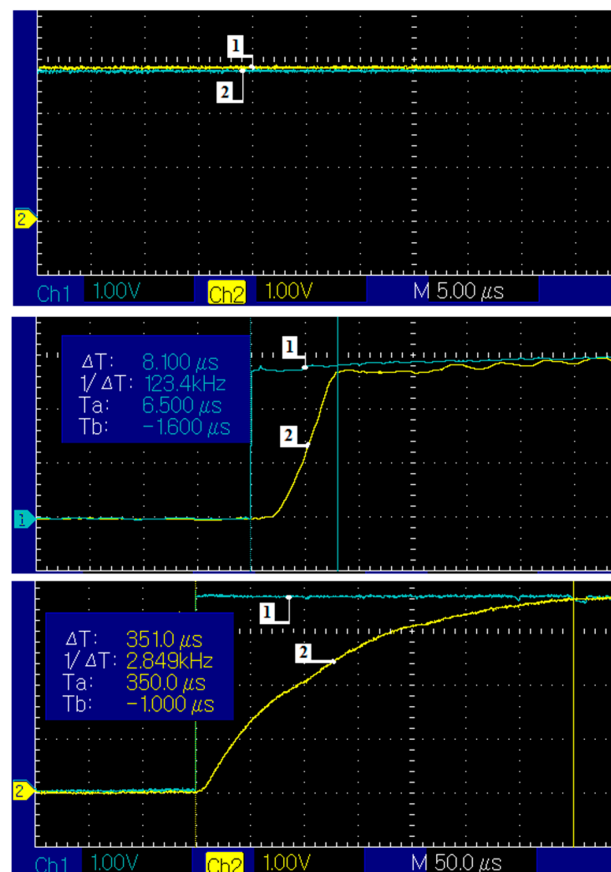 1
2
2
Ch1 1.00V Ch2 1.00V M 5.00 µs
ΔT: 8.100 µs
1/ΔT: 123.4kHz
Ta: 6.500 µs
Tb: -1.600 µs
1
2
1
ΔT: 351.0 µs
1/ΔT: 2.849kHz
Ta: 350.0 µs
Tb: -1.000 µs
1
2
2
Ch1 1.00V Ch2 1.00V M 50.0 µs